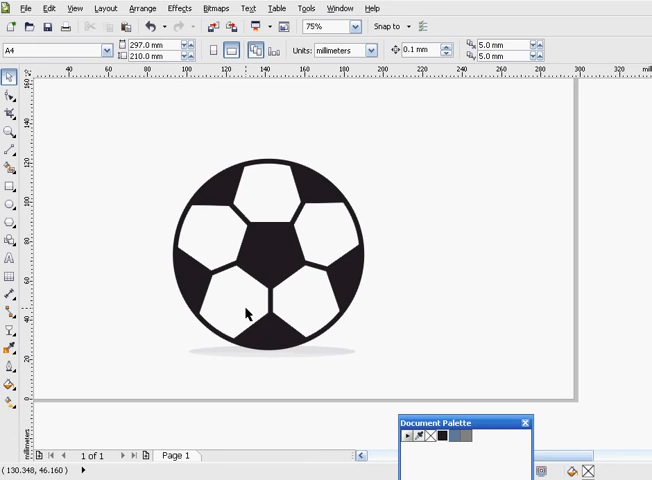 File Edit View Layout Arrange Effects Bitmaps Text Table Tools Window Help
75% Snap to
A4 297.0 mm 210.0 mm Units: millimeters 0.1 mm 5.0 mm 5.0 mm
40 60 80 100 120 140 160 180 200 220 240 260 280 300 320
160
140
120
100
80
60
40
20
0
millimeters
Document Palette
1 of 1 Page 1
( 130.348, 46.160 )